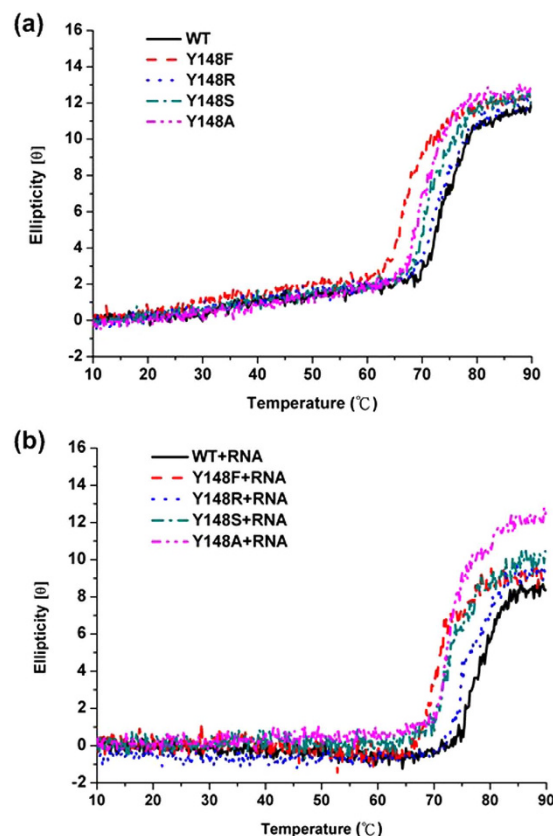 (a)
WT
Y148F
Y148R
Y148S
Y148A
Ellipticity [θ]
16
14
12
10
8
6
4
2
0
-2
10 20 30 40 50 60 70 80 90
Temperature (℃)
(b)
WT+RNA
Y148F+RNA
Y148R+RNA
Y148S+RNA
Y148A+RNA
Ellipticity [θ]
16
14
12
10
8
6
4
2
0
-2
10 20 30 40 50 60 70 80 90
Temperature (℃)